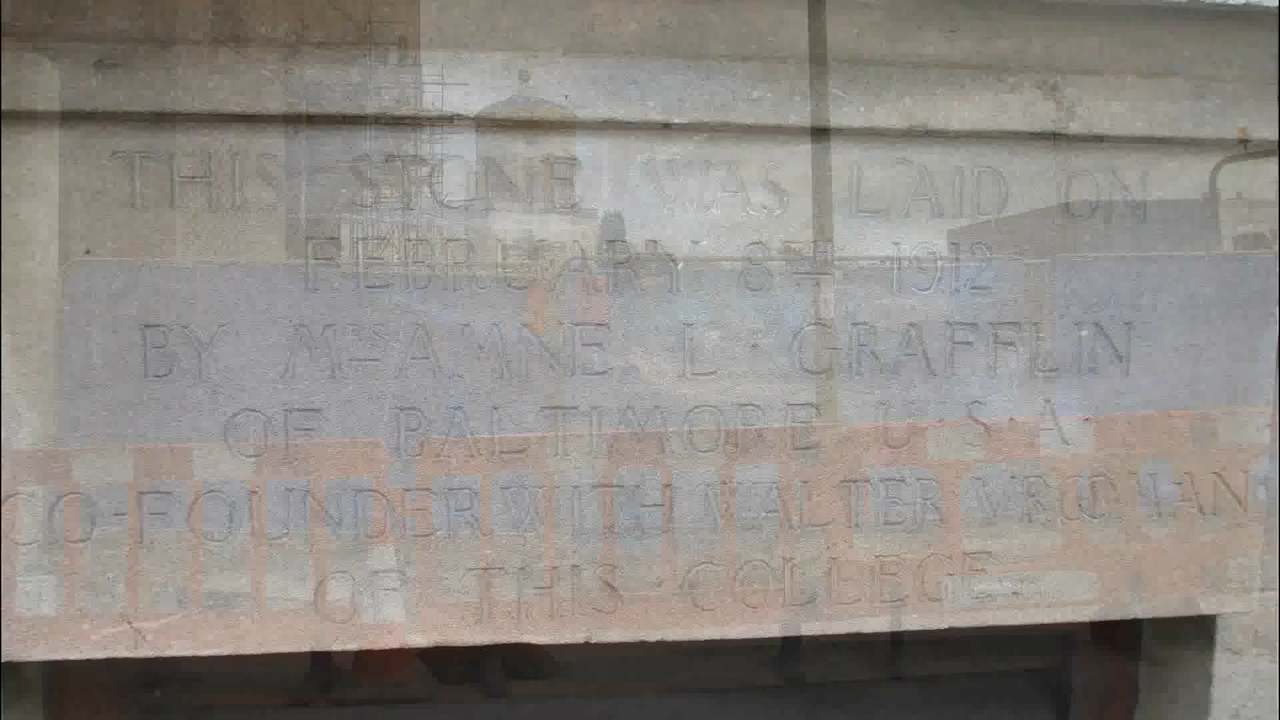 THIS STONE WAS LAID ON
FEBRUARY 8TH 1912
BY MRS ANNE L · GRAFFLIN
OF BALTIMORE U·S·A·
CO-FOUNDER WITH WALTER VROOMAN
OF THIS COLLEGE